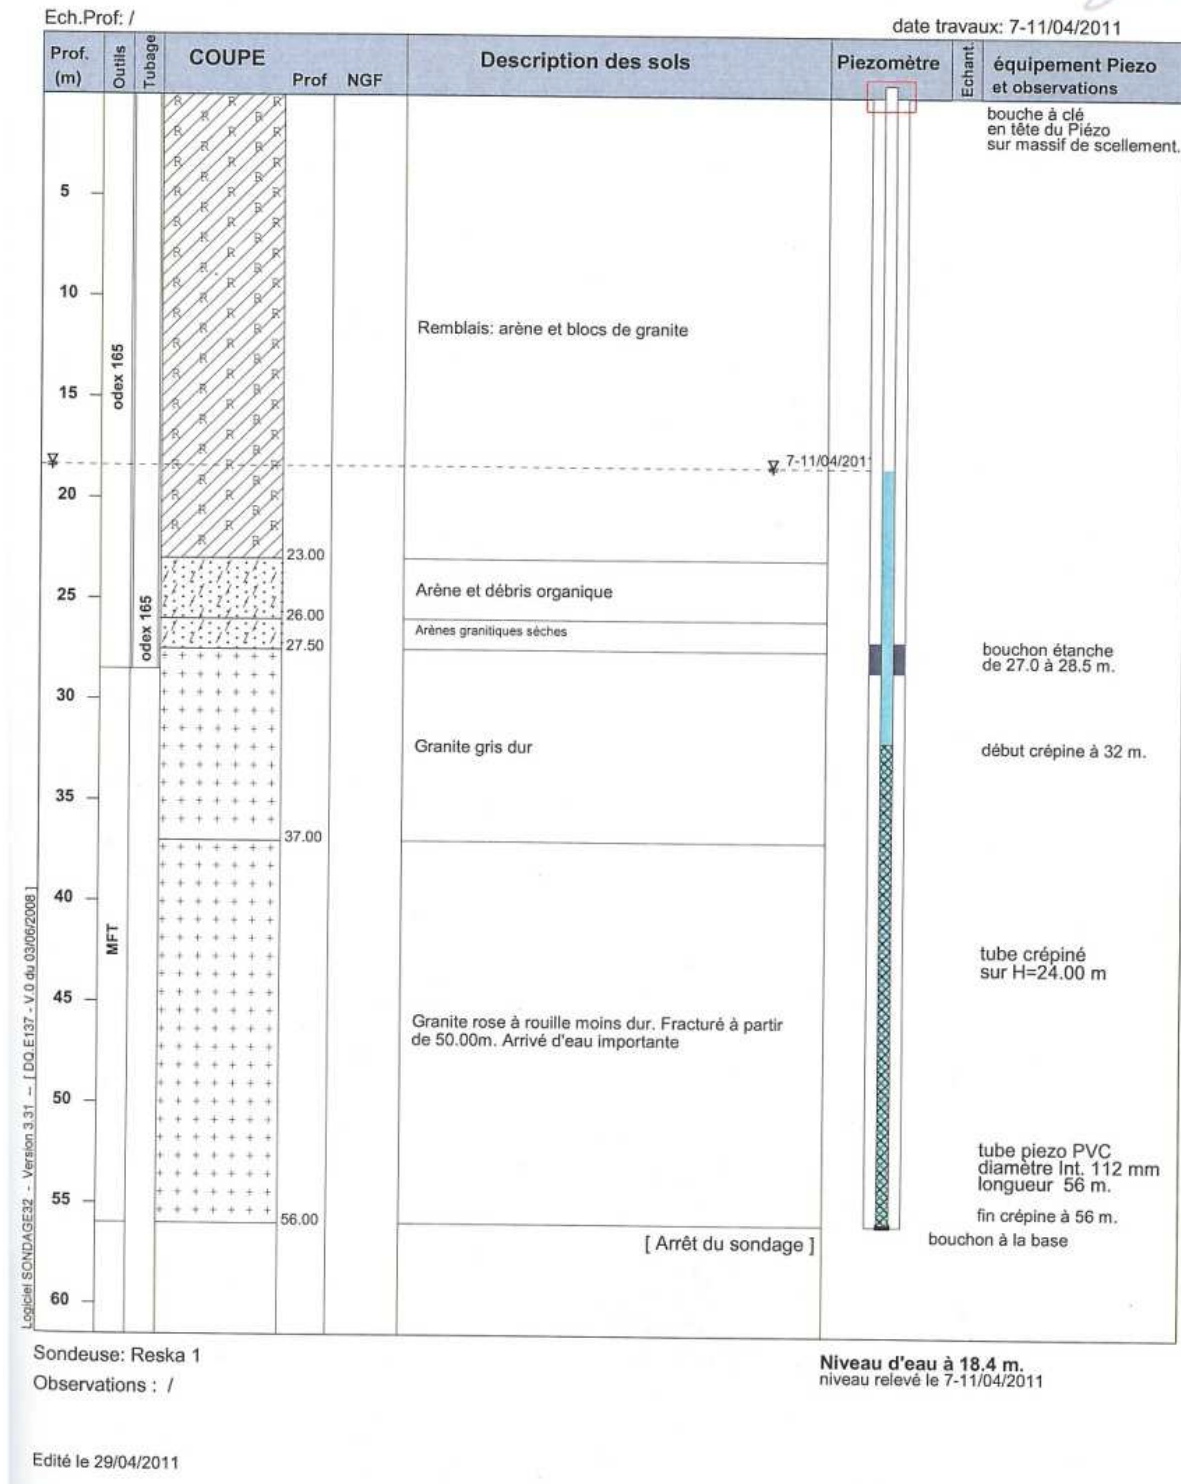 Ech.Prof: /
date travaux: 7-11/04/2011
Prof.
(m)
Outils
Tubage
COUPE
Prof
NGF
Description des sols
Piezomètre
Echant.
équipement Piezo
et observations
bouche à clé
en tête du Piézo
sur massif de scellement.
5
10
Remblais: arène et blocs de granite
odex 165
15
7-11/04/2011
20
23.00
25
Arène et débris organique
odex 165
26.00
Arènes granitiques sèches
27.50
bouchon étanche
de 27.0 à 28.5 m.
30
Granite gris dur
début crépine à 32 m.
35
37.00
40
MFT
tube crépiné
sur H=24.00 m
45
Granite rose à rouille moins dur. Fracturé à partir
de 50.00m. Arrivé d'eau importante
50
tube piezo PVC
diamètre Int. 112 mm
longueur 56 m.
55
fin crépine à 56 m.
56.00
[ Arrêt du sondage ]
bouchon à la base
60
Logiciel SONDAGE32 - Version 3.31 -- [ DQ.E137 - V.0 du 03/06/2008 ]
Sondeuse: Reska 1
Niveau d'eau à 18.4 m.
niveau relevé le 7-11/04/2011
Observations : /
Edité le 29/04/2011